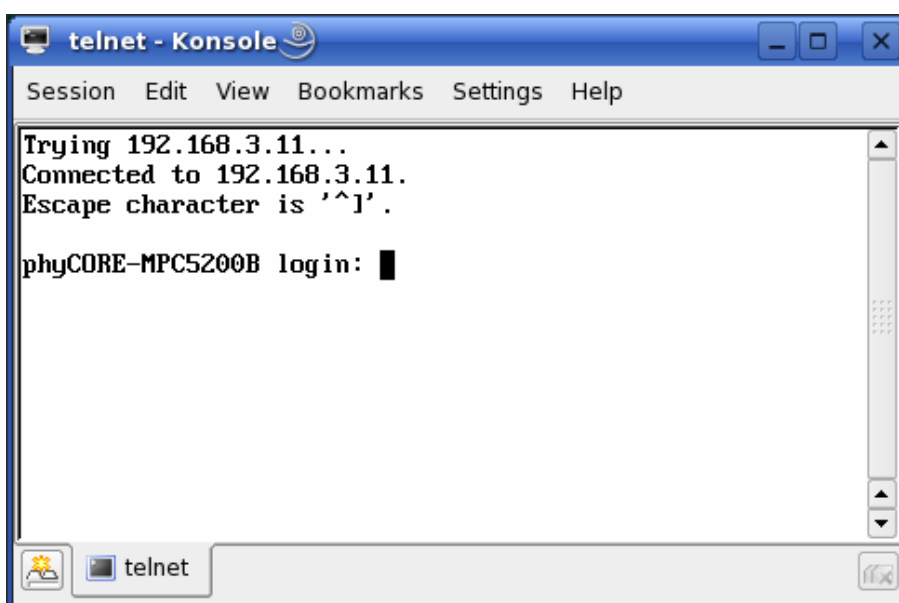 telnet - Konsole
Session Edit View Bookmarks Settings Help
Trying 192.168.3.11...
Connected to 192.168.3.11.
Escape character is '^]'.
phyCORE-MPC5200B login:
telnet